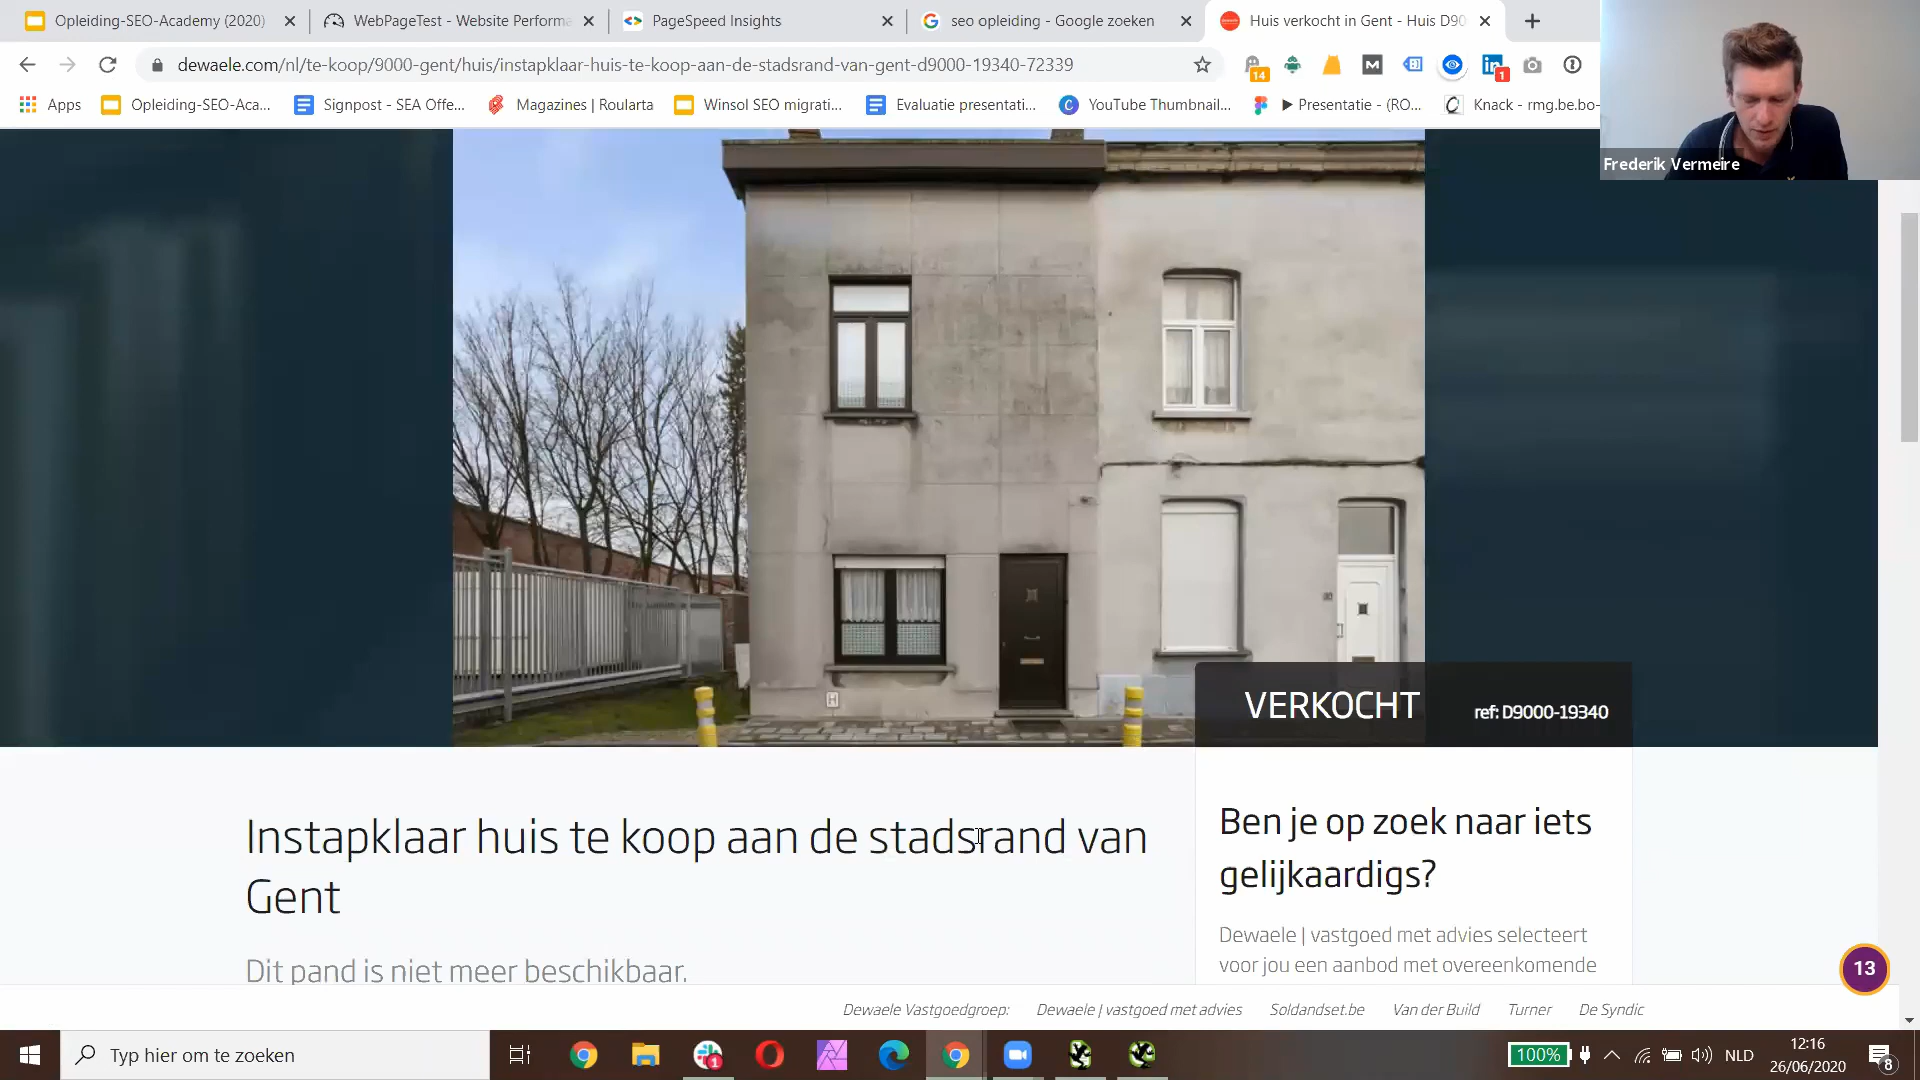 Opleiding-SEO-Academy (2020)
WebPageTest - Website Performa
PageSpeed Insights
seo opleiding - Google zoeken
Huis verkocht in Gent - Huis D90
dewaele.com/nl/te-koop/9000-gent/huis/instapklaar-huis-te-koop-aan-de-stadsrand-van-gent-d9000-19340-72339
14
1
Apps
Opleiding-SEO-Aca...
Signpost - SEA Offe...
Magazines | Roularta
Winsol SEO migrati...
Evaluatie presentati...
YouTube Thumbnail...
▶ Presentatie - (RO...
Knack - rmg.be.bo-
Frederik Vermeire
VERKOCHT
ref: D9000-19340
Instapklaar huis te koop aan de stadsrand van
Gent
Dit pand is niet meer beschikbaar.
Ben je op zoek naar iets
gelijkaardigs?
Dewaele | vastgoed met advies selecteert
voor jou een aanbod met overeenkomende
13
Dewaele Vastgoedgroep:
Dewaele | vastgoed met advies
Soldandset.be
Van der Build
Turner
De Syndic
Typ hier om te zoeken
1
100%
NLD
12:16
26/06/2020
8